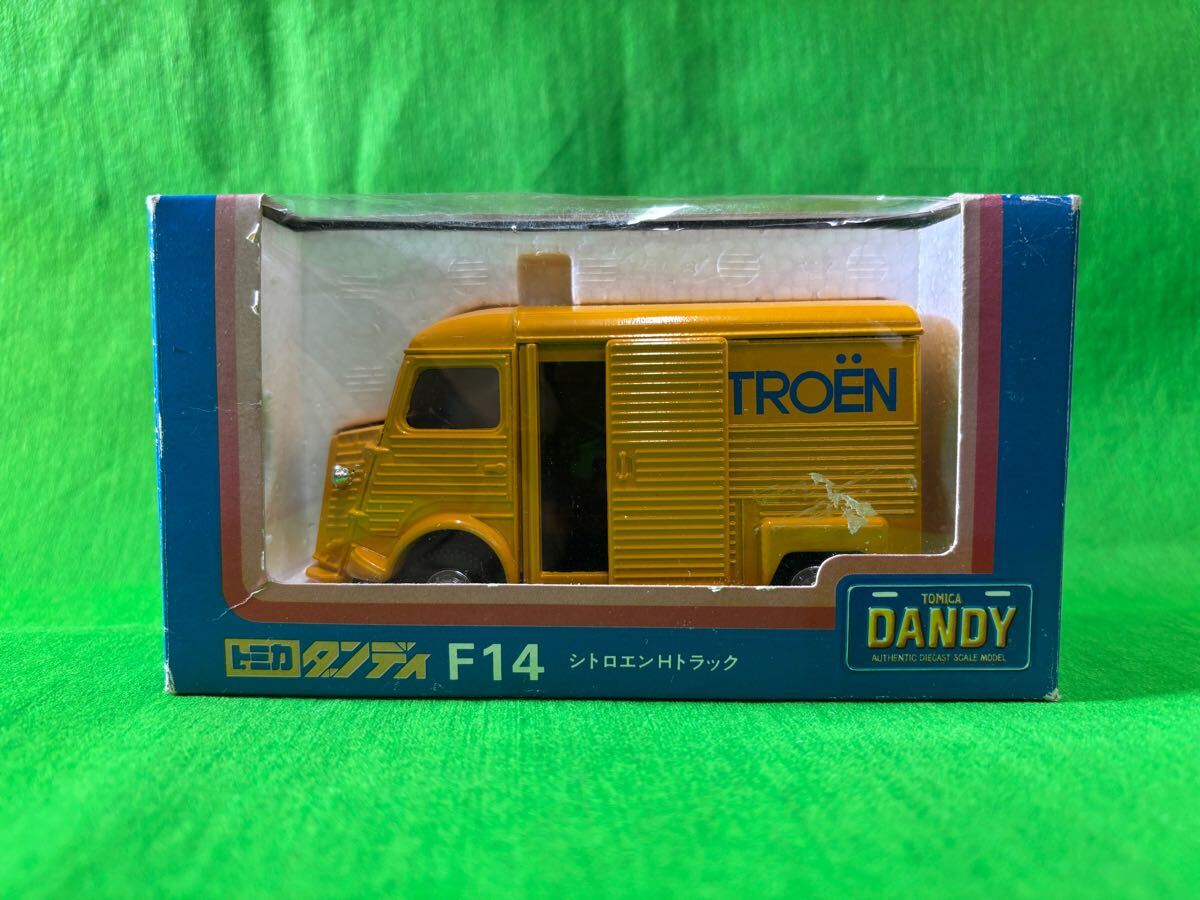 TROËN
トミカ ダンディ F14 シトロエンHトラック
TOMICA
DANDY
AUTHENTIC DIECAST SCALE MODEL